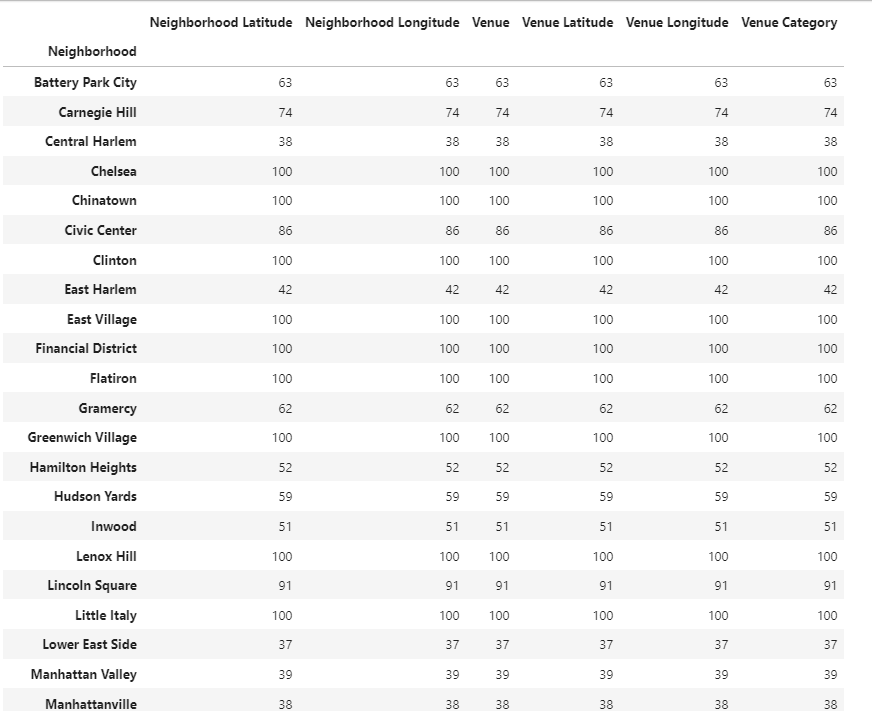 Neighborhood Latitude Neighborhood Longitude Venue Venue Latitude Venue Longitude Venue Category
Neighborhood
Battery Park City 63 63 63 63 63 63
Carnegie Hill 74 74 74 74 74 74
Central Harlem 38 38 38 38 38 38
Chelsea 100 100 100 100 100 100
Chinatown 100 100 100 100 100 100
Civic Center 86 86 86 86 86 86
Clinton 100 100 100 100 100 100
East Harlem 42 42 42 42 42 42
East Village 100 100 100 100 100 100
Financial District 100 100 100 100 100 100
Flatiron 100 100 100 100 100 100
Gramercy 62 62 62 62 62 62
Greenwich Village 100 100 100 100 100 100
Hamilton Heights 52 52 52 52 52 52
Hudson Yards 59 59 59 59 59 59
Inwood 51 51 51 51 51 51
Lenox Hill 100 100 100 100 100 100
Lincoln Square 91 91 91 91 91 91
Little Italy 100 100 100 100 100 100
Lower East Side 37 37 37 37 37 37
Manhattan Valley 39 39 39 39 39 39
Manhattanville 38 38 38 38 38 38